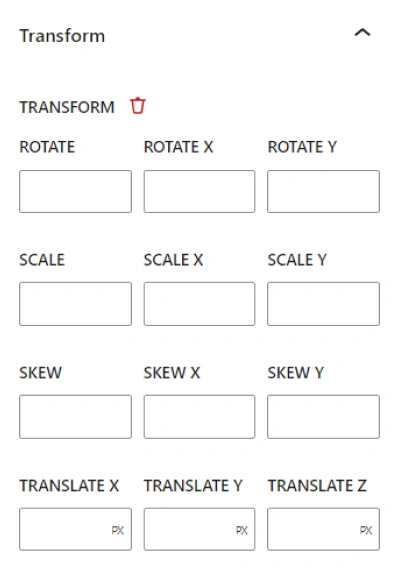 Transform
TRANSFORM
ROTATE ROTATE X ROTATE Y
SCALE SCALE X SCALE Y
SKEW SKEW X SKEW Y
TRANSLATE X TRANSLATE Y TRANSLATE Z
PX PX PX